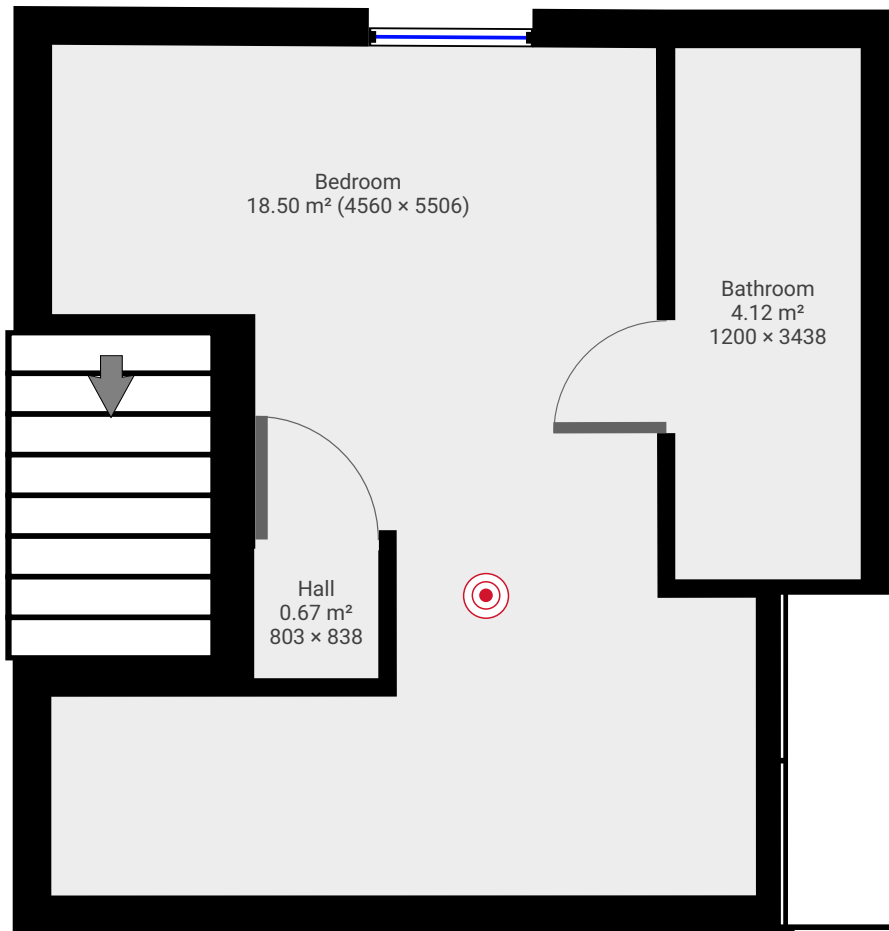 Bedroom
18.50 m² (4560 × 5506)
Bathroom
4.12 m²
1200 × 3438
Hall
0.67 m²
803 × 838